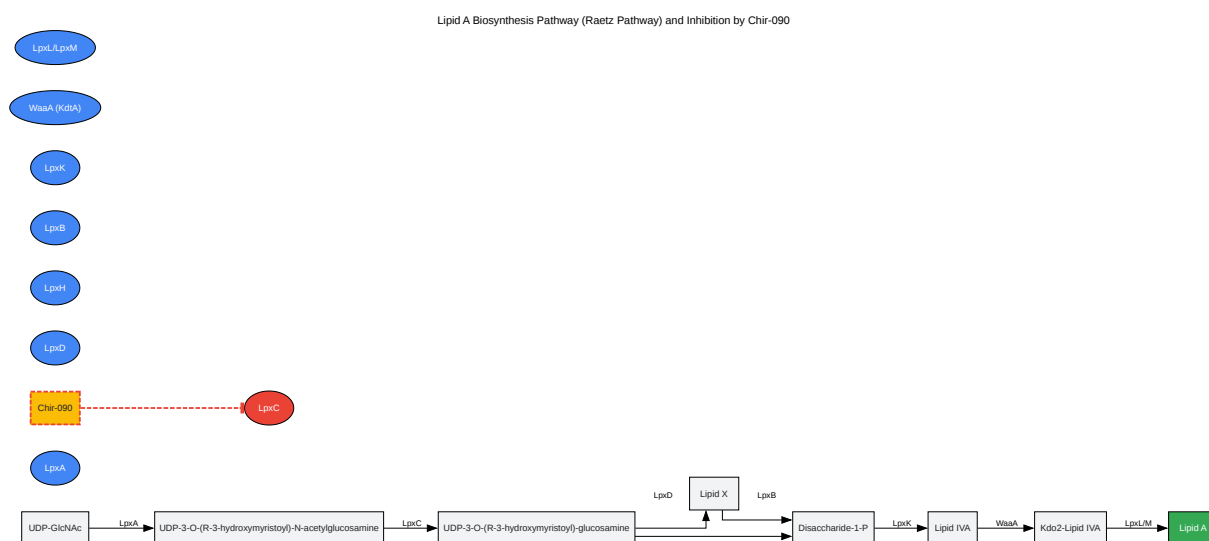 Lipid A Biosynthesis Pathway (Raetz Pathway) and Inhibition by Chir-090
LpxL/LpxM
WaaA (KdtA)
LpxK
LpxB
LpxH
LpxD
Chir-090
LpxC
LpxA
LpxD
Lipid X
LpxB
UDP-GlcNAc
LpxA
UDP-3-O-(R-3-hydroxymyristoyl)-N-acetylglucosamine
LpxC
UDP-3-O-(R-3-hydroxymyristoyl)-glucosamine
Disaccharide-1-P
LpxK
Lipid IVA
WaaA
Kdo2-Lipid IVA
LpxL/M
Lipid A